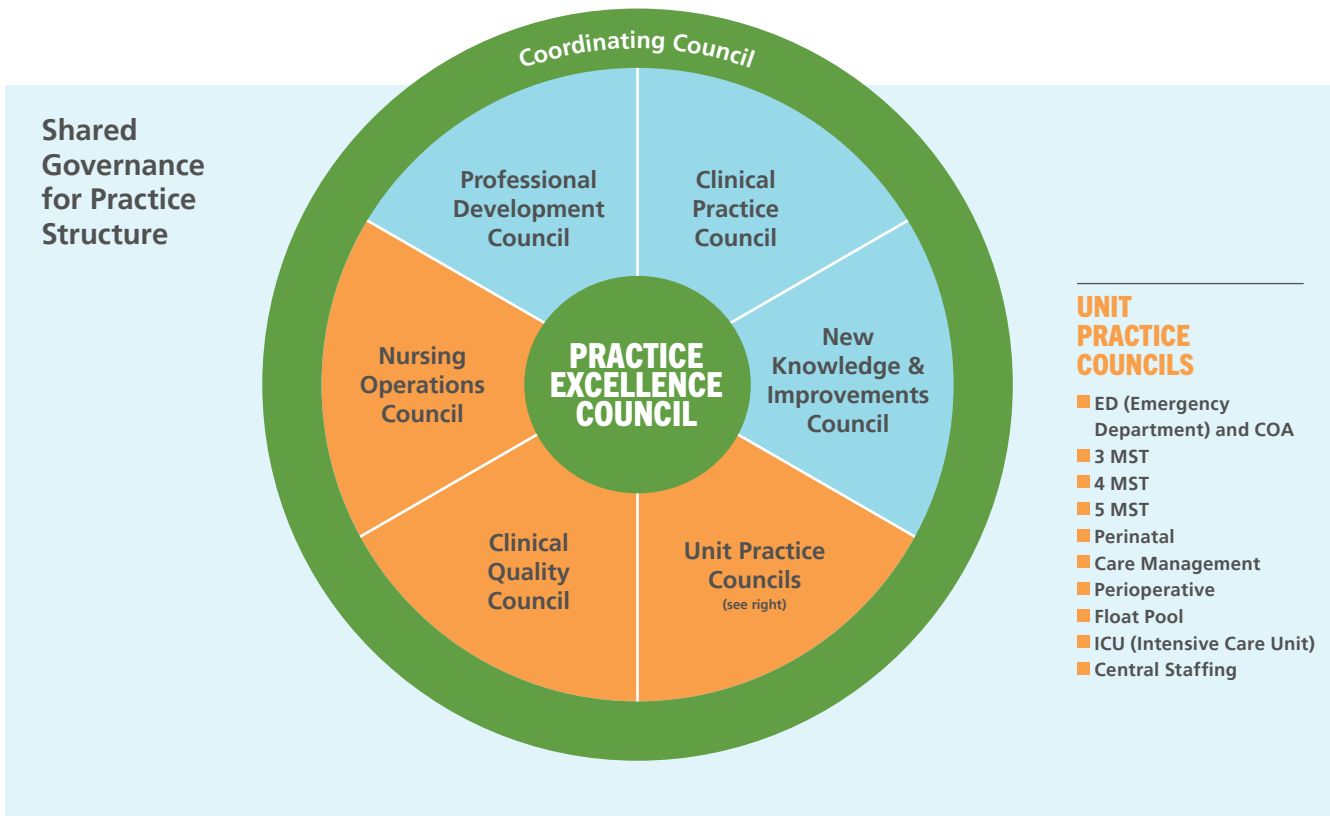 Coordinating Council
Shared
Governance
for Practice
Structure
Professional
Development
Council
Clinical
Practice
Council
Nursing
Operations
Council
PRACTICE
EXCELLENCE
COUNCIL
New
Knowledge &
Improvements
Council
Clinical
Quality
Council
Unit Practice
Councils
(see right)
UNIT
PRACTICE
COUNCILS
ED (Emergency
Department) and COA
3 MST
4 MST
5 MST
Perinatal
Care Management
Perioperative
Float Pool
ICU (Intensive Care Unit)
Central Staffing